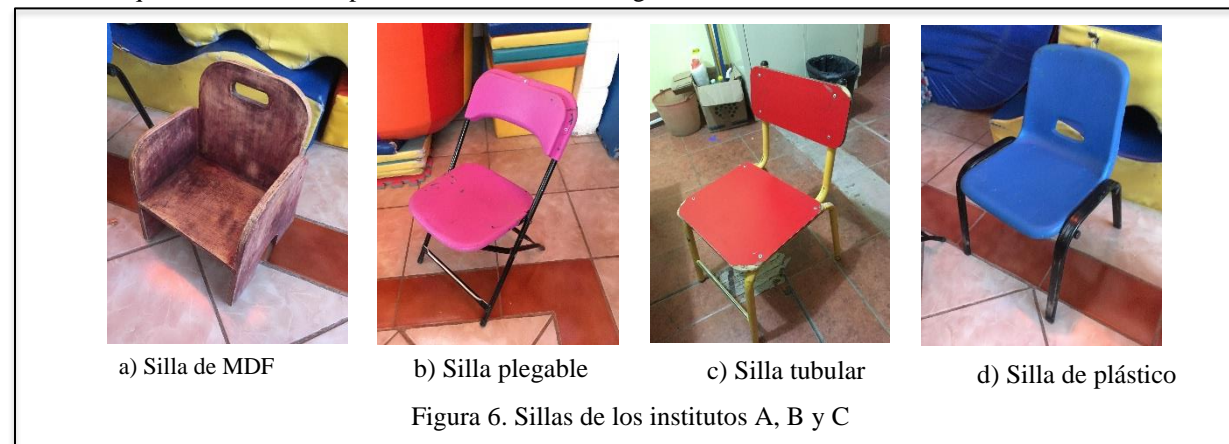 a) Silla de MDF
b) Silla plegable
c) Silla tubular
d) Silla de plástico
Figura 6. Sillas de los institutos A, B y C